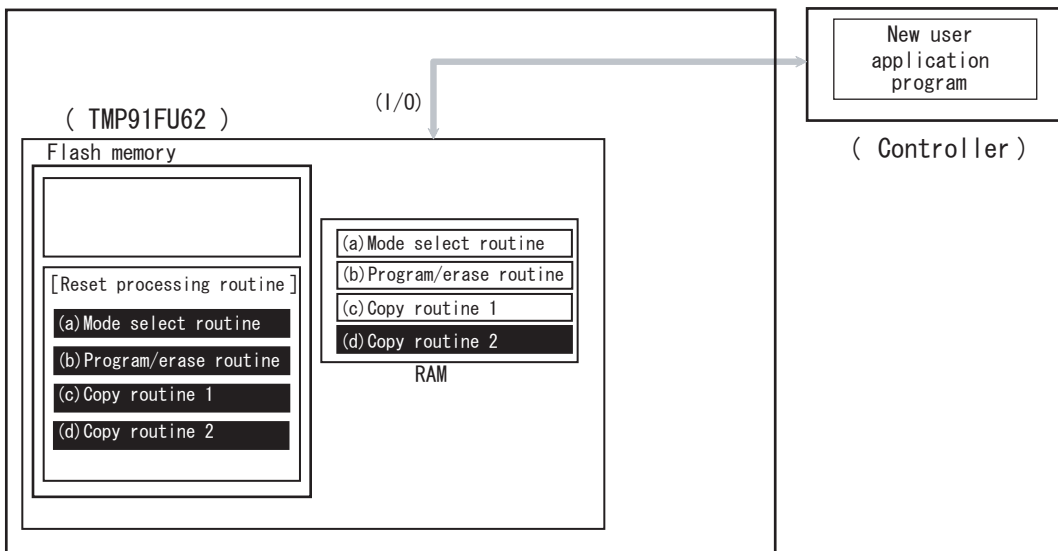 New user
application
program
( Controller )
(I/O)
( TMP91FU62 )
Flash memory
[Reset processing routine]
(a)Mode select routine
(b)Program/erase routine
(c)Copy routine 1
(d)Copy routine 2
(a)Mode select routine
(b)Program/erase routine
(c)Copy routine 1
(d)Copy routine 2
RAM